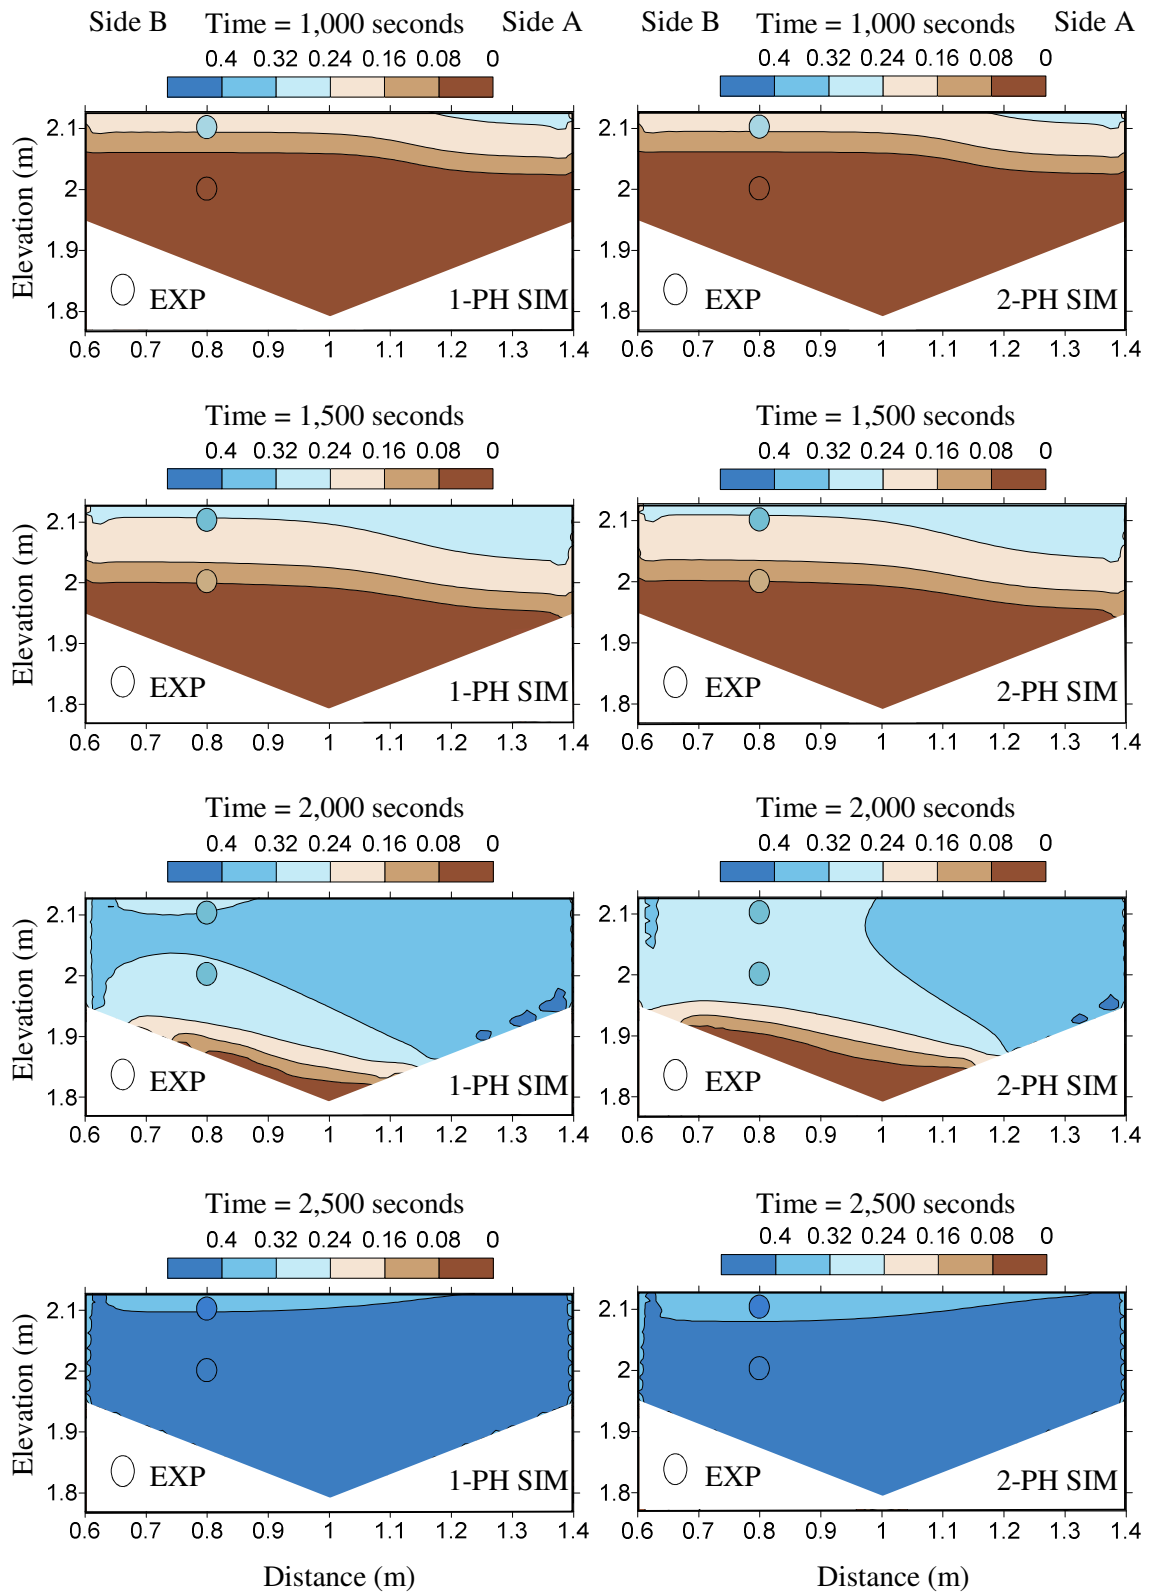 Side B Time = 1,000 seconds Side A Side B Time = 1,000 seconds Side A
0.4 0.32 0.24 0.16 0.08 0 0.4 0.32 0.24 0.16 0.08 0
Elevation (m)
2.1 2.1
2 2
1.9 1.9
1.8 1.8
EXP 1-PH SIM EXP 2-PH SIM
0.6 0.7 0.8 0.9 1 1.1 1.2 1.3 1.4 0.6 0.7 0.8 0.9 1 1.1 1.2 1.3 1.4
Time = 1,500 seconds Time = 1,500 seconds
0.4 0.32 0.24 0.16 0.08 0 0.4 0.32 0.24 0.16 0.08 0
Elevation (m)
2.1 2.1
2 2
1.9 1.9
1.8 1.8
EXP 1-PH SIM EXP 2-PH SIM
0.6 0.7 0.8 0.9 1 1.1 1.2 1.3 1.4 0.6 0.7 0.8 0.9 1 1.1 1.2 1.3 1.4
Time = 2,000 seconds Time = 2,000 seconds
0.4 0.32 0.24 0.16 0.08 0 0.4 0.32 0.24 0.16 0.08 0
Elevation (m)
2.1 2.1
2 2
1.9 1.9
1.8 1.8
EXP 1-PH SIM EXP 2-PH SIM
0.6 0.7 0.8 0.9 1 1.1 1.2 1.3 1.4 0.6 0.7 0.8 0.9 1 1.1 1.2 1.3 1.4
Time = 2,500 seconds Time = 2,500 seconds
0.4 0.32 0.24 0.16 0.08 0 0.4 0.32 0.24 0.16 0.08 0
Elevation (m)
2.1 2.1
2 2
1.9 1.9
1.8 1.8
EXP 1-PH SIM EXP 2-PH SIM
0.6 0.7 0.8 0.9 1 1.1 1.2 1.3 1.4 0.6 0.7 0.8 0.9 1 1.1 1.2 1.3 1.4
Distance (m) Distance (m)